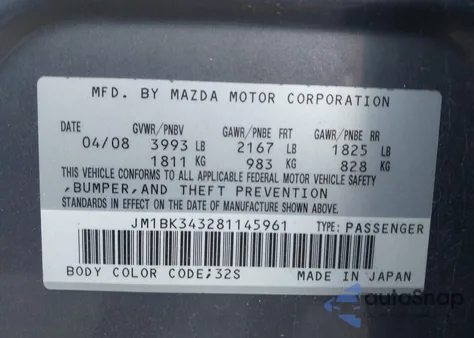 MFD. BY MAZDA MOTOR CORPORATION
DATE GVWR/PNBV GAWR/PNBE FRT GAWR/PNBE RR
04/08 3993 LB 2167 LB 1825 LB
1811 KG 983 KG 828 KG
THIS VEHICLE CONFORMS TO ALL APPLICABLE FEDERAL MOTOR VEHICLE
,BUMPER,AND THEFT PREVENTION
STANDARDS IN EFFECT ON THE DATE OF MANUFACTURE SHOWN ABOVE.
JM1BK343281145961 TYPE: PASSENGER
BODY COLOR CODE;32S MADE IN JAPAN
autoSnap